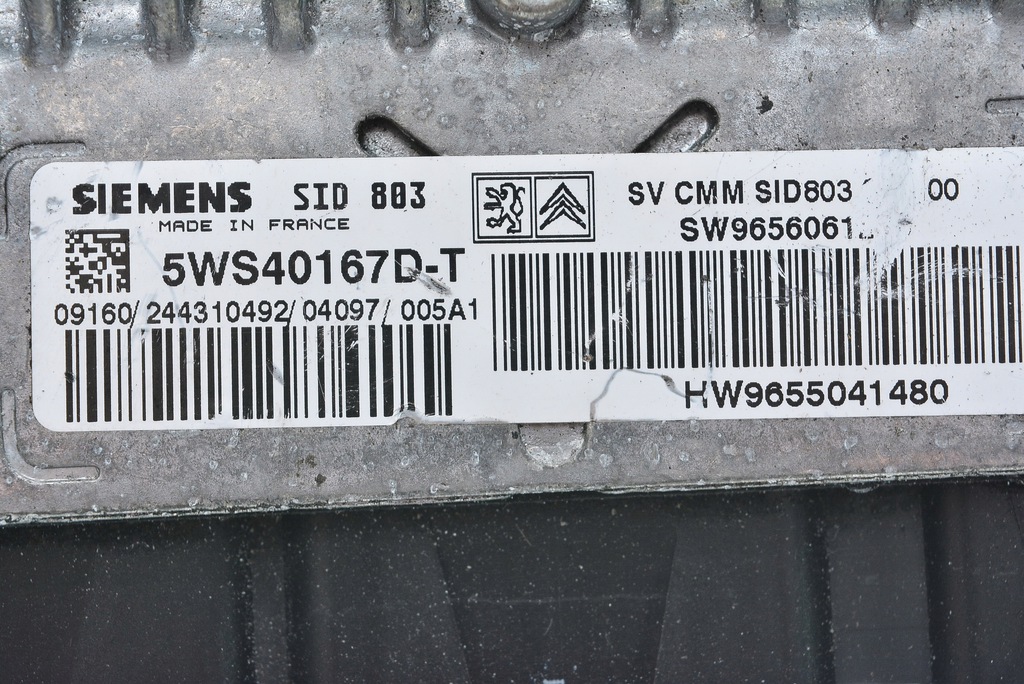 SIEMENS SID 803
MADE IN FRANCE
5WS40167D-T
09160/244310492/04097/005A1
SV CMM SID803 00
HW9655041480